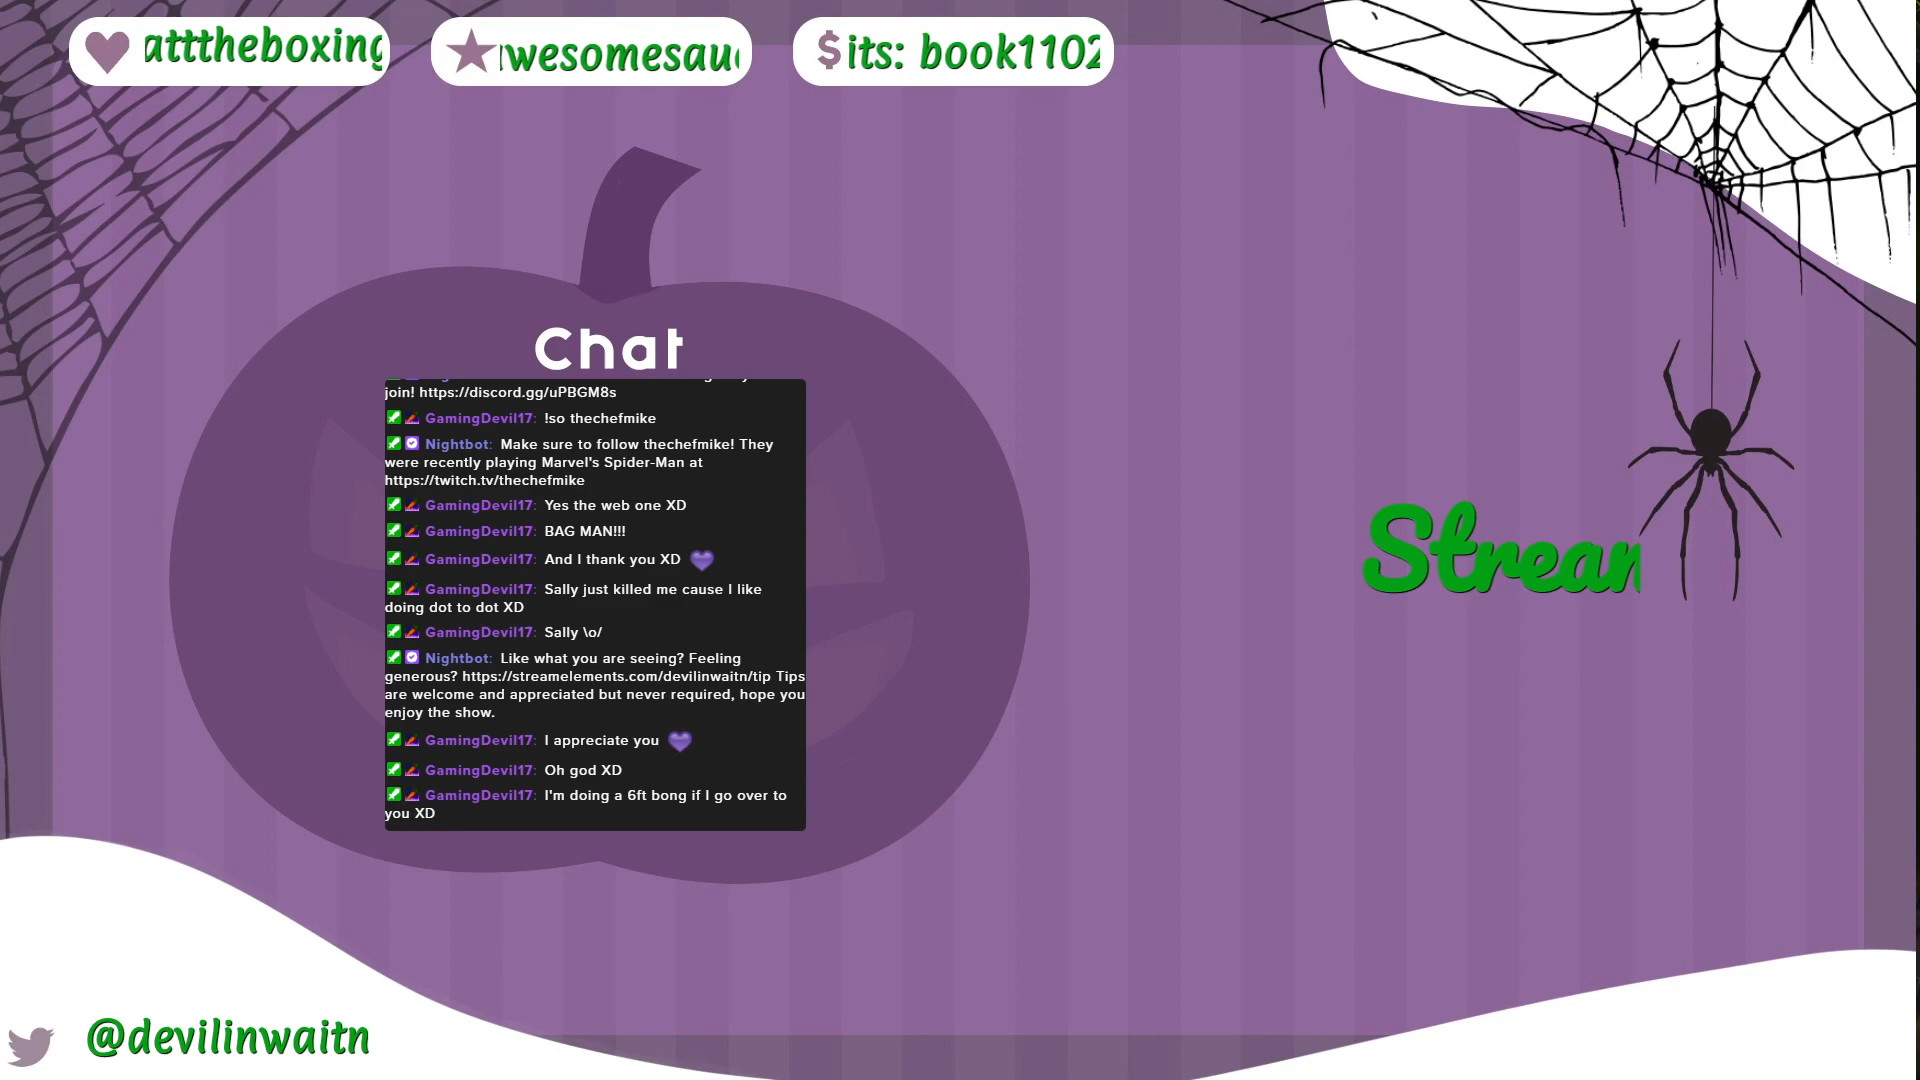 atttheboxing
wesomesau
its: book1102
Chat
join! https://discord.gg/uPBGM8s
GamingDevil17: !so thechefmike
Nightbot: Make sure to follow thechefmike! They
were recently playing Marvel's Spider-Man at
https://twitch.tv/thechefmike
GamingDevil17: Yes the web one XD
GamingDevil17: BAG MAN!!!
GamingDevil17: And I thank you XD
GamingDevil17: Sally just killed me cause I like
doing dot to dot XD
GamingDevil17: Sally \o/
Nightbot: Like what you are seeing? Feeling
generous? https://streamelements.com/devilinwaitn/tip Tips
are welcome and appreciated but never required, hope you
enjoy the show.
GamingDevil17: I appreciate you
GamingDevil17: Oh god XD
GamingDevil17: I'm doing a 6ft bong if I go over to
you XD
Strea
@devilinwaitn